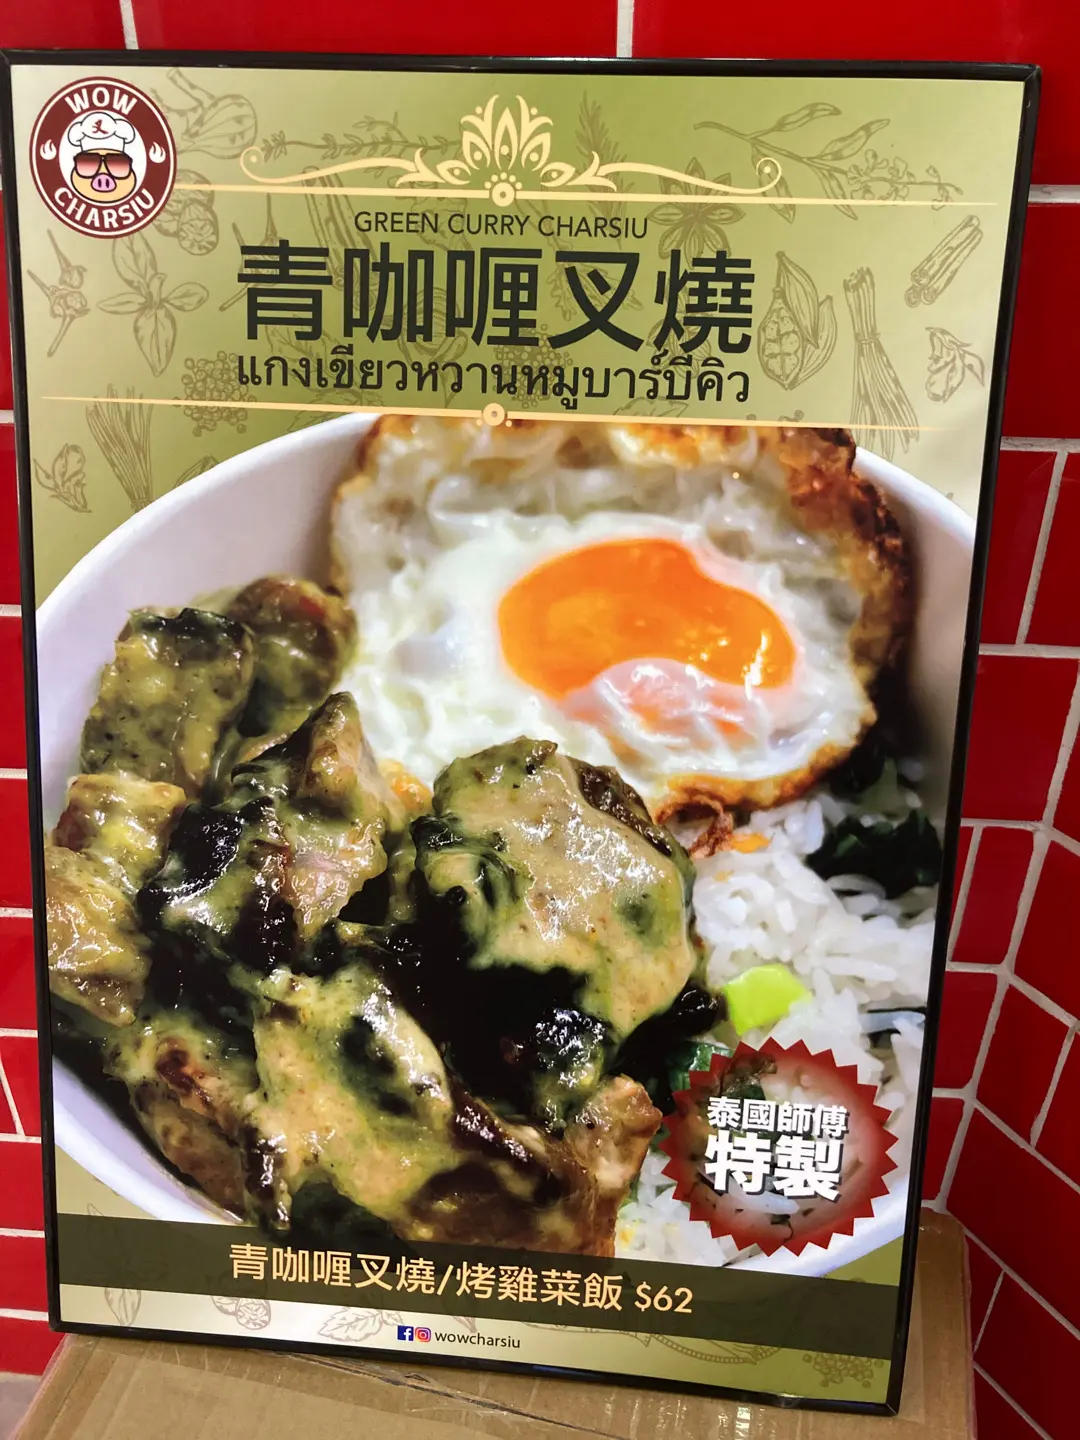 WOW
叉
CHARSIU
GREEN CURRY CHARSIU
青咖喱叉燒
แกงเขียวหวานหมูบาร์บีคิว
泰國師傅
特製
青咖喱叉燒/烤雞菜飯 $62
wowcharsiu